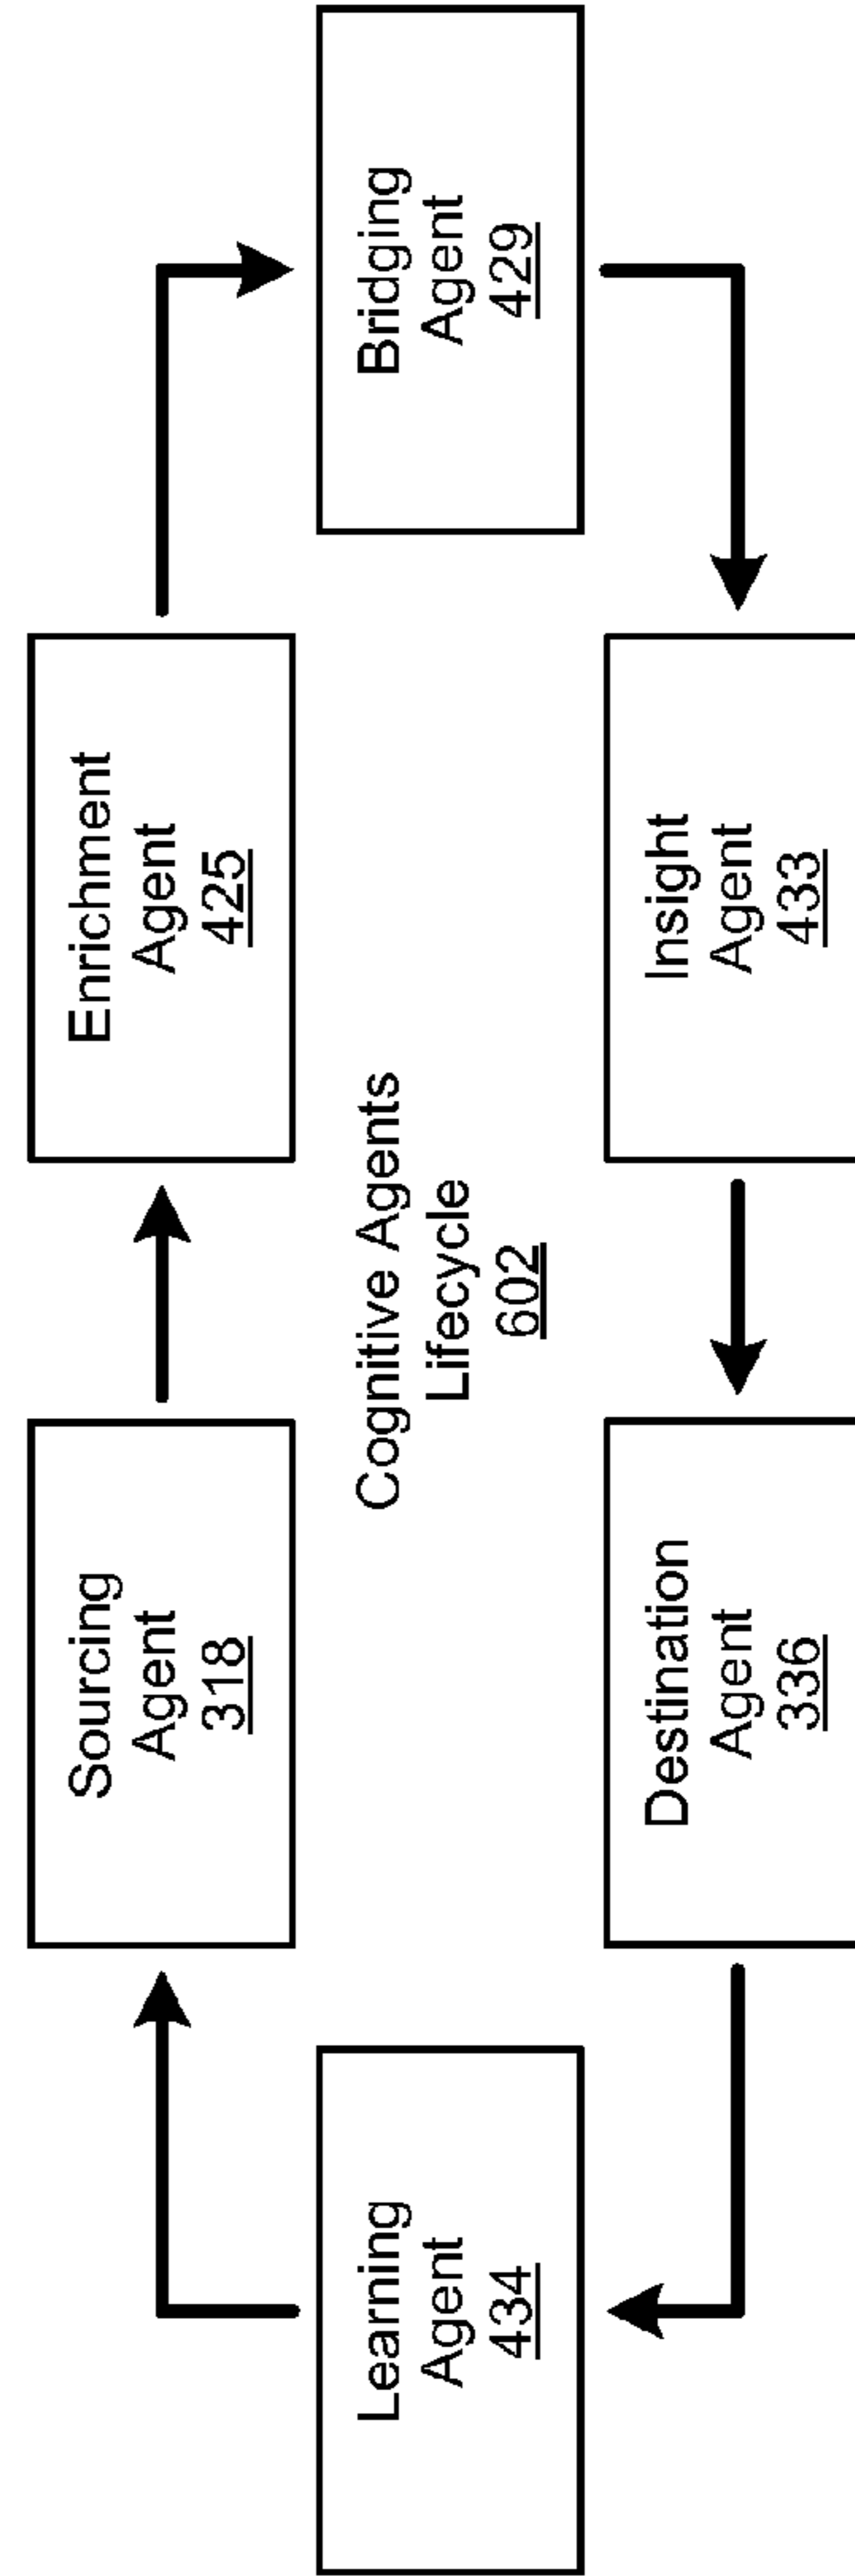 Sourcing
Agent
318
Enrichment
Agent
425
Learning
Agent
434
Cognitive Agents
Lifecycle
602
Bridging
Agent
429
Destination
Agent
336
Insight
Agent
433